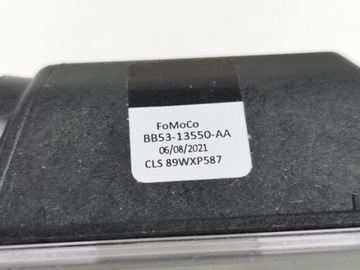 FoMoCo
BB53-13550-AA
06/08/2021
CLS 89WXP587